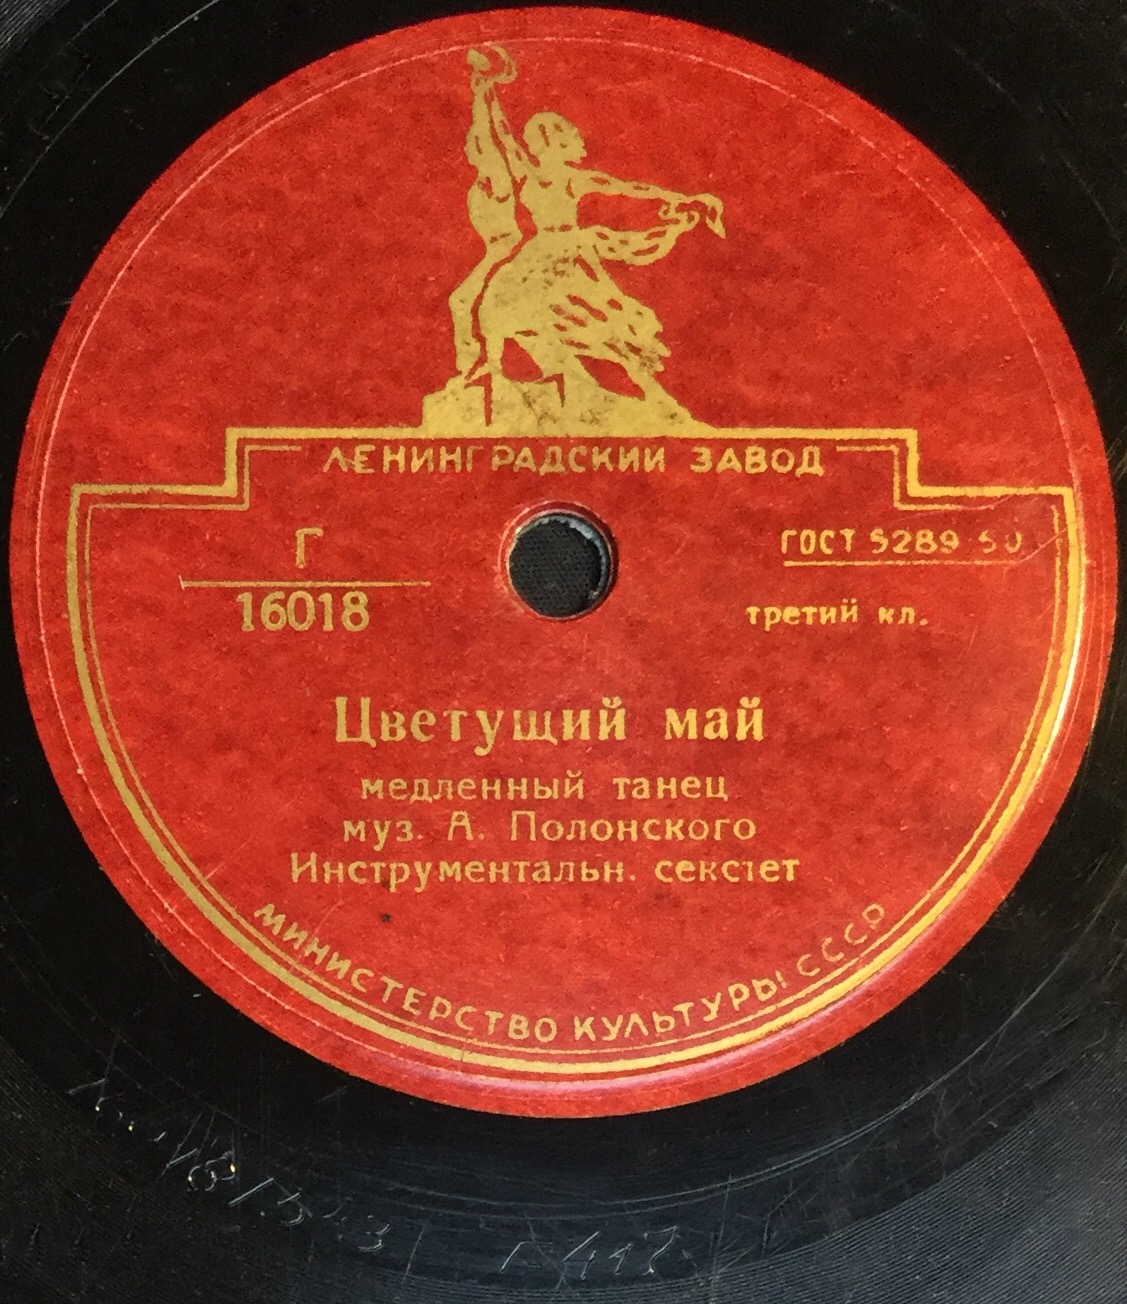 ЛЕНИНГРАДСКИЙ ЗАВОД
Г
16018
ГОСТ 5289 50
третий кл.
Цветущий май
медленный танец
муз. А. Полонского
Инструментальн. секстет
МИНИСТЕРСТВО КУЛЬТУРЫ СССР